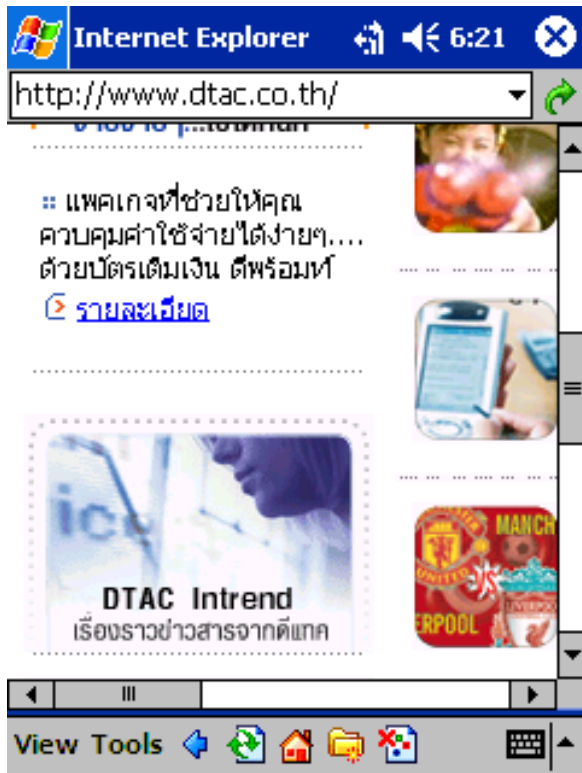 Internet Explorer 6:21
http://www.dtac.co.th/
:: แพคเกจที่ช่วยให้คุณ
ควบคุมค่าใช้จ่ายได้ง่ายๆ....
ด้วยบัตรเติมเงิน ดีพร้อมท์
รายละเอียด
ice
DTAC Intrend
เรื่องราวข่าวสารจากดีแทค
MANCH
UNITED
VS
LIVERPOOL
ERPOOL
View Tools